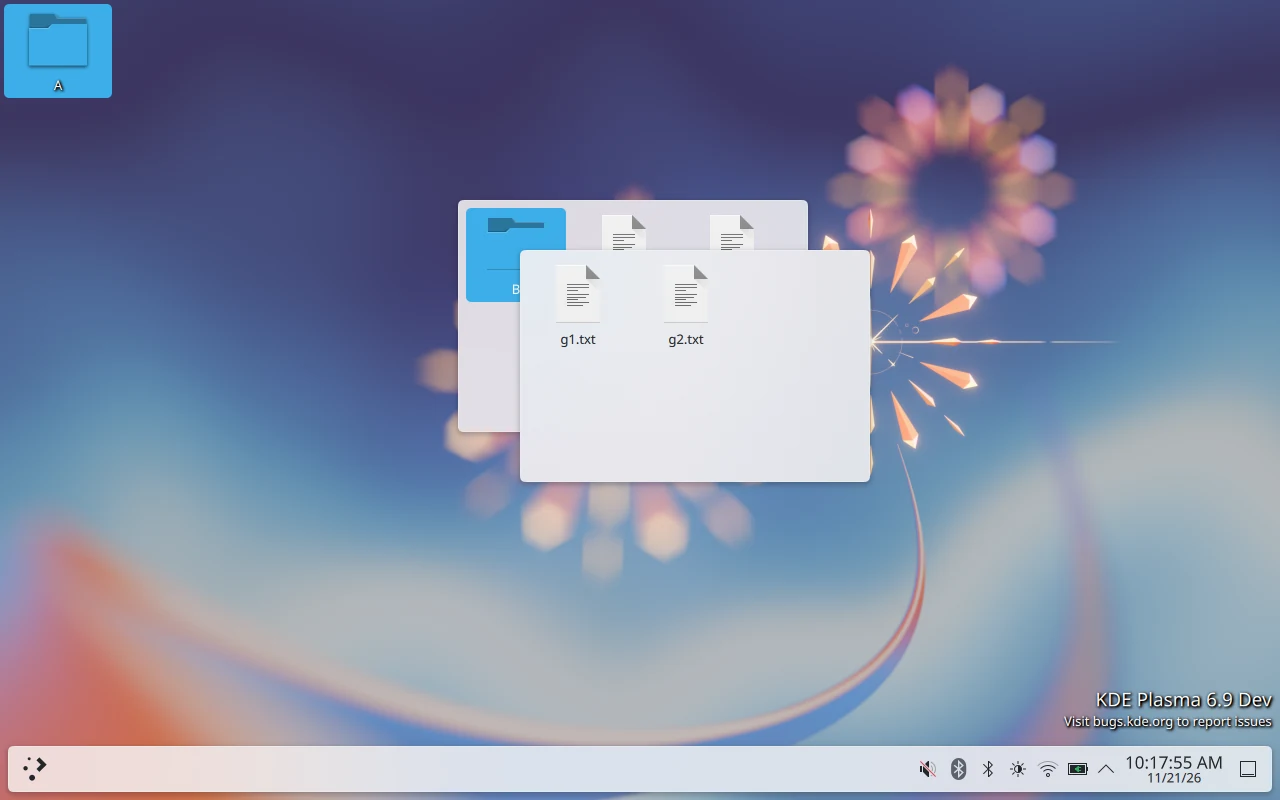 A
B
g1.txt
g2.txt
KDE Plasma 6.9 Dev
Visit bugs.kde.org to report issues
10:17:55 AM
11/21/26